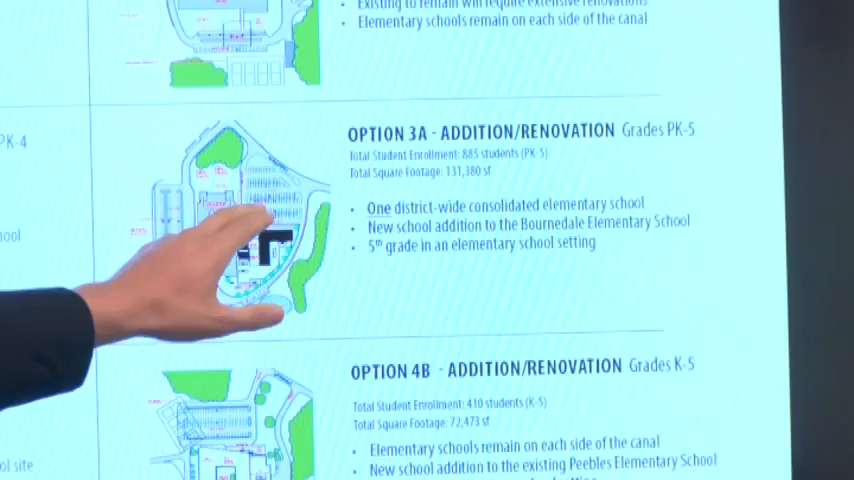 Existing to remain will require extensive renovations
• Elementary schools remain on each side of the canal
PK-4
OPTION 3A - ADDITION/RENOVATION Grades PK-5
Total Student Enrollment: 885 students (PK-5)
Total Square Footage: 131,380 sf
• One district-wide consolidated elementary school
• New school addition to the Bournedale Elementary School
• 5th grade in an elementary school setting
OPTION 4B - ADDITION/RENOVATION Grades K-5
Total Student Enrollment: 410 students (K-5)
Total Square Footage: 72,473 sf
• Elementary schools remain on each side of the canal
• New school addition to the existing Peebles Elementary School
ool site